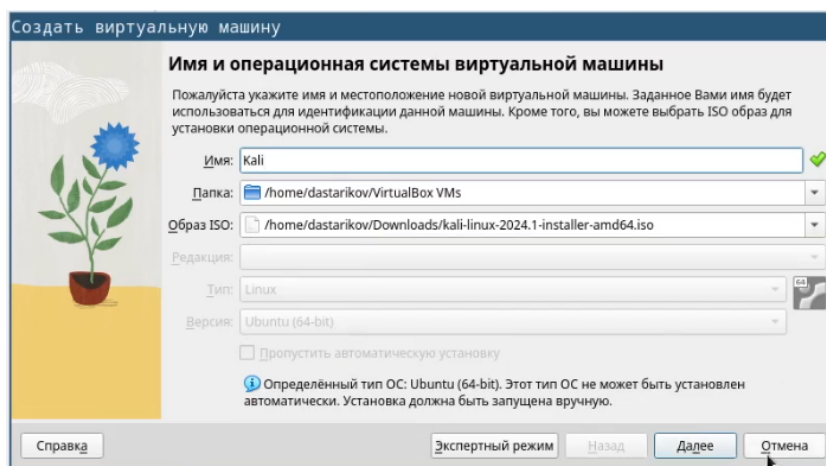 Создать виртуальную машину
Имя и операционная системы виртуальной машины
Пожалуйста укажите имя и местоположение новой виртуальной машины. Заданное Вами имя будет
использоваться для идентификации данной машины. Кроме того, вы можете выбрать ISO образ для
установки операционной системы.
Имя: Kali
Папка: /home/dastarikov/VirtualBox VMs
Образ ISO: /home/dastarikov/Downloads/kali-linux-2024.1-installer-amd64.iso
Редакция:
Тип: Linux
64
Версия: Ubuntu (64-bit)
Пропустить автоматическую установку
Определённый тип ОС: Ubuntu (64-bit). Этот тип ОС не может быть установлен
автоматически. Установка должна быть запущена вручную.
Справка Экспертный режим Назад Далее Отмена